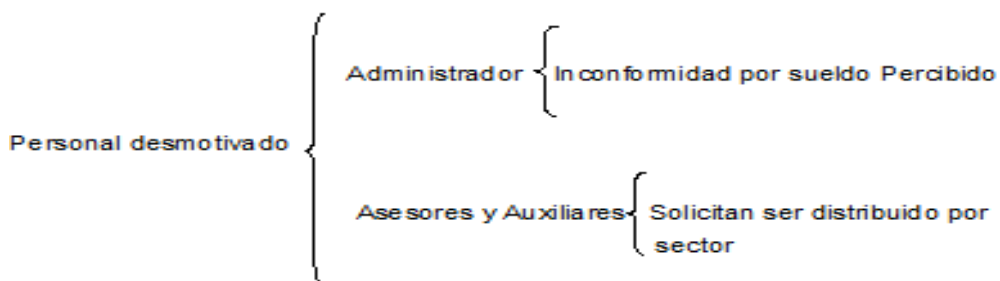 Administrador
Inconformidad por sueldo Percibido
Personal desmotivado
Asesores y Auxiliares
Solicitan ser distribuido por
sector